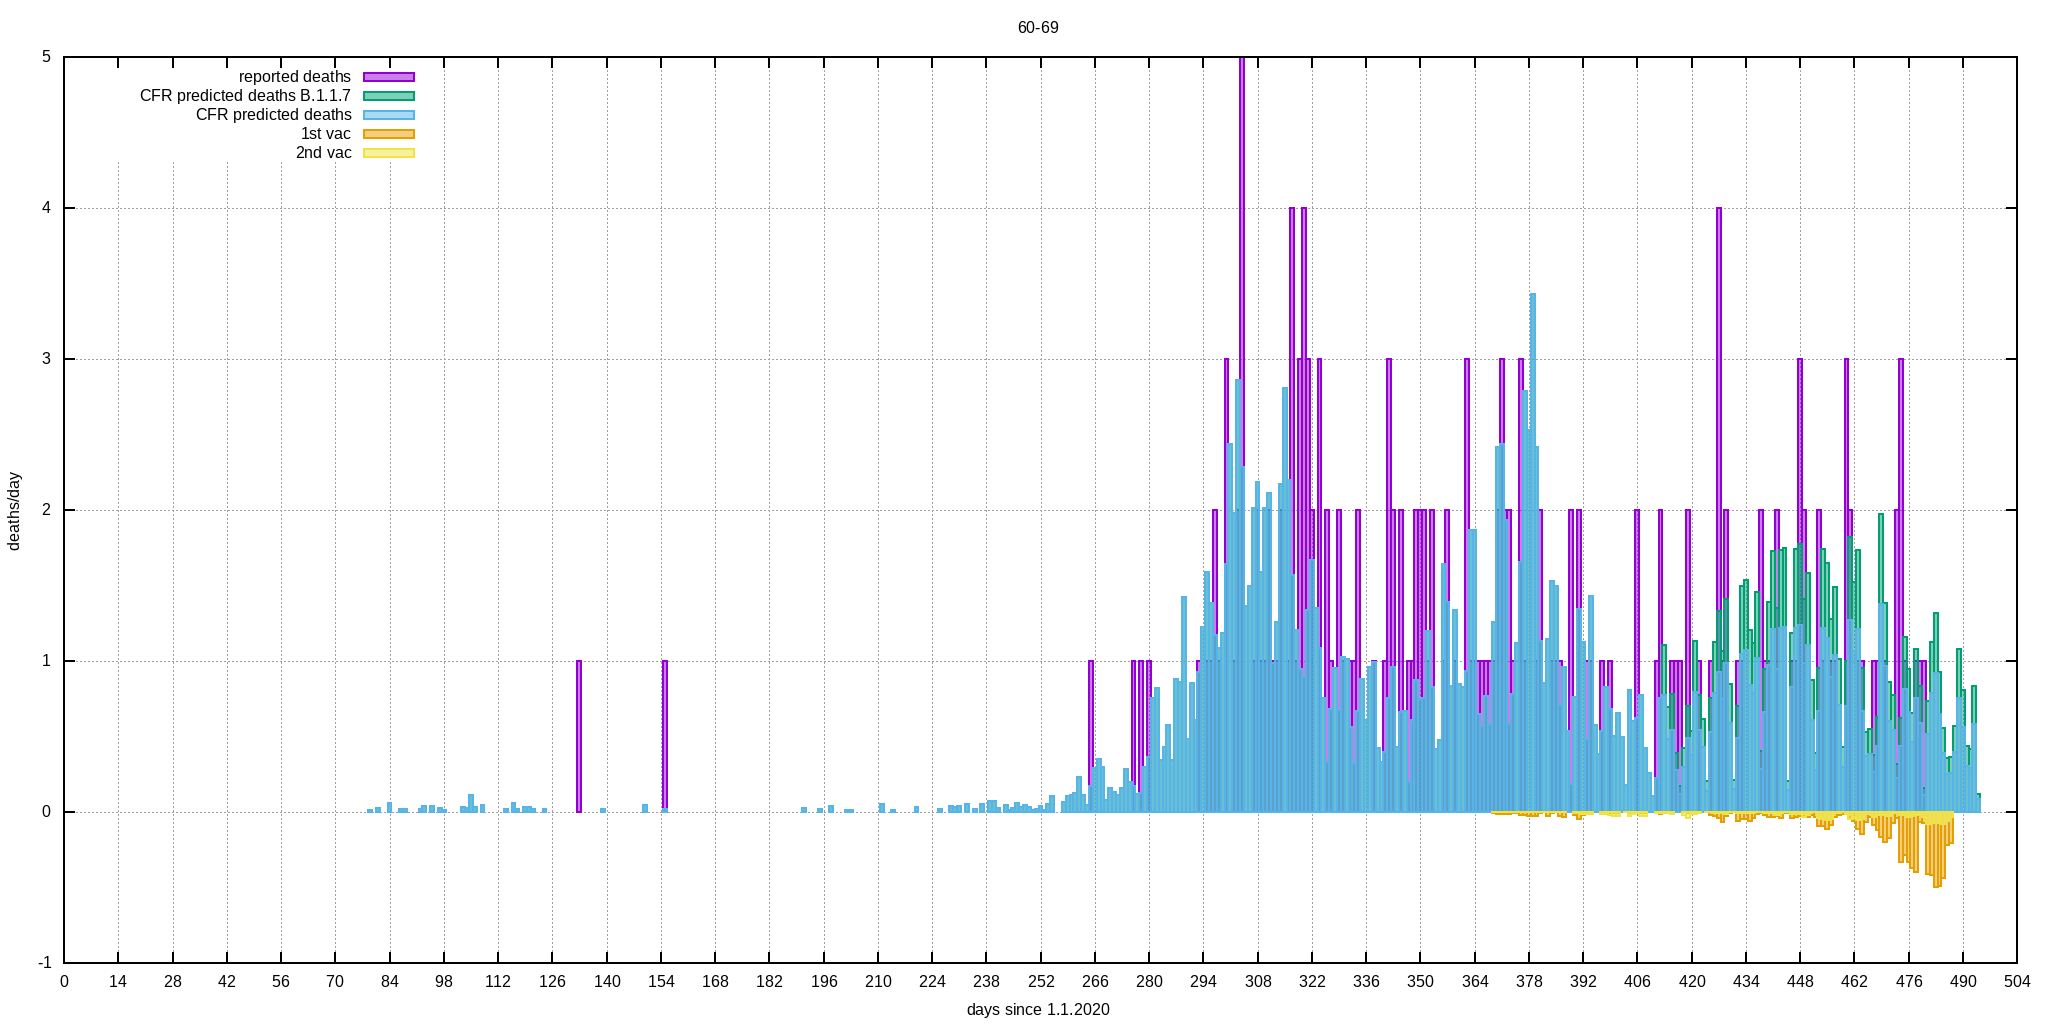 60-69
5
reported deaths
CFR predicted deaths B.1.1.7
CFR predicted deaths
1st vac
2nd vac
4
3
2
deaths/day
1
0
-1
0 14 28 42 56 70 84 98 112 126 140 154 168 182 196 210 224 238 252 266 280 294 308 322 336 350 364 378 392 406 420 434 448 462 476 490 504
days since 1.1.2020